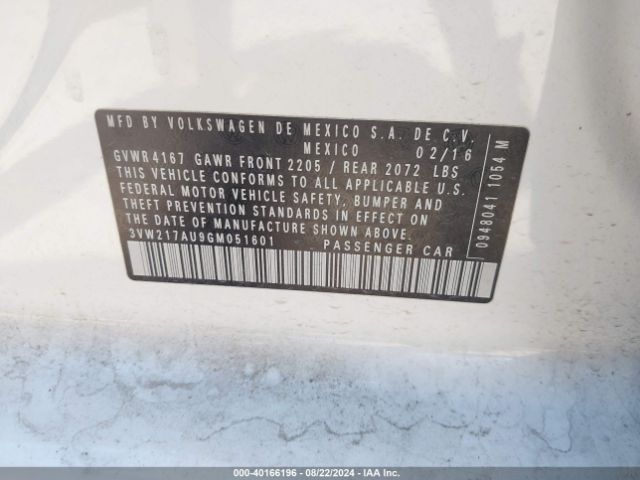 MFD BY VOLKSWAGEN DE MEXICO S.A. DE C.V.
MEXICO 02/16
GVWR 4167 GAWR FRONT 2205 / REAR 2072 LBS
THIS VEHICLE CONFORMS TO ALL APPLICABLE U.S.
FEDERAL MOTOR VEHICLE SAFETY, BUMPER AND
THEFT PREVENTION STANDARDS IN EFFECT ON
THE DATE OF MANUFACTURE SHOWN ABOVE.
3VW217AU9GM051601 PASSENGER CAR
0948041 1054 M
000-40166196 - 08/22/2024 - IAA Inc.